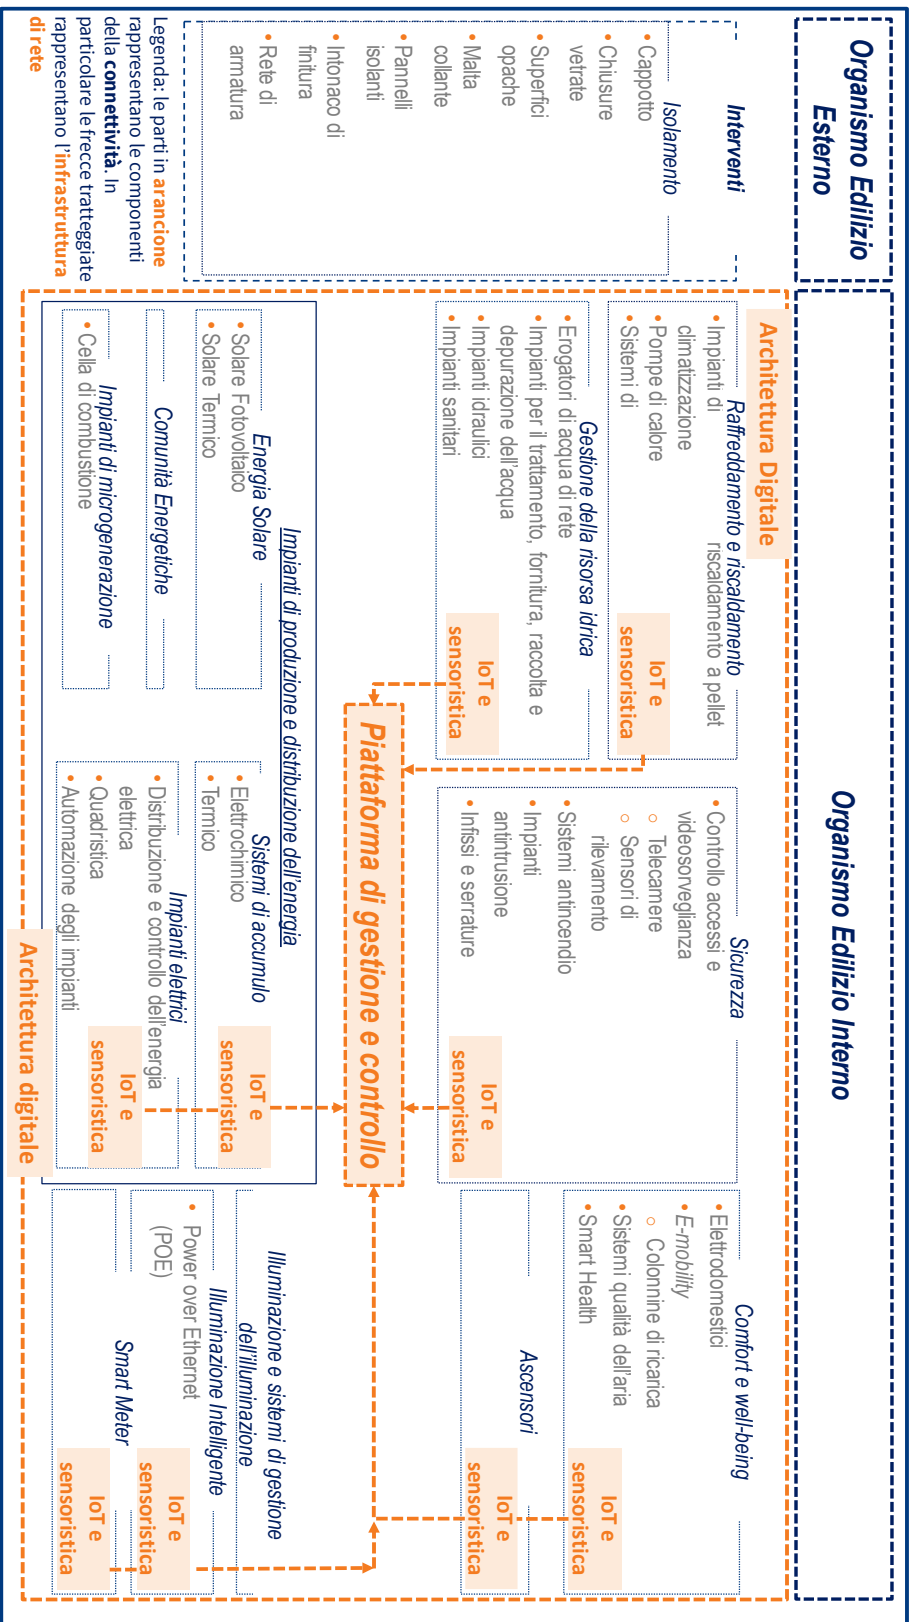 Organismo Edilizio
Esterno
Organismo Edilizio Interno
Interventi
Isolamento
• Cappotto
• Chiusure
vetrate
• Superfici
opache
• Malta
collante
• Pannelli
isolanti
• Intonaco di
finitura
• Rete di
armatura
Legenda: le parti in arancione
rappresentano le componenti
della connettività. In
particolare le frecce tratteggiate
rappresentano l'infrastruttura
di rete
Architettura Digitale
Raffreddamento e riscaldamento
• Impianti di
climatizzazione
• Pompe di calore
• Sistemi di
riscaldamento a pellet
IoT e
sensoristica
Gestione della risorsa idrica
• Erogatori di acqua di rete
• Impianti per il trattamento, fornitura, raccolta e
depurazione dell'acqua
• Impianti idraulici
• Impianti sanitari
IoT e
sensoristica
Sicurezza
• Controllo accessi e
videosorveglianza
○ Telecamere
○ Sensori di
rilevamento
• Sistemi antincendio
• Impianti
antintrusione
• Infissi e serrature
IoT e
sensoristica
Comfort e well-being
• Elettrodomestici
• E-mobility
○ Colonnine di ricarica
• Sistemi qualità dell'aria
• Smart Health
IoT e
sensoristica
Ascensori
IoT e
sensoristica
Piattaforma di gestione e controllo
Impianti di produzione e distribuzione dell'energia
Energia Solare
• Solare Fotovoltaico
• Solare Termico
Comunità Energetiche
Impianti di microgenerazione
• Cella di combustione
Sistemi di accumulo
• Elettrochimico
• Termico
IoT e
sensoristica
Impianti elettrici
• Distribuzione e controllo dell'energia
elettrica
• Quadristica
• Automazione degli impianti
IoT e
sensoristica
Illuminazione e sistemi di gestione
dell'illuminazione
Illuminazione Intelligente
• Power over Ethernet
(POE)
IoT e
sensoristica
Smart Meter
IoT e
sensoristica
Architettura digitale